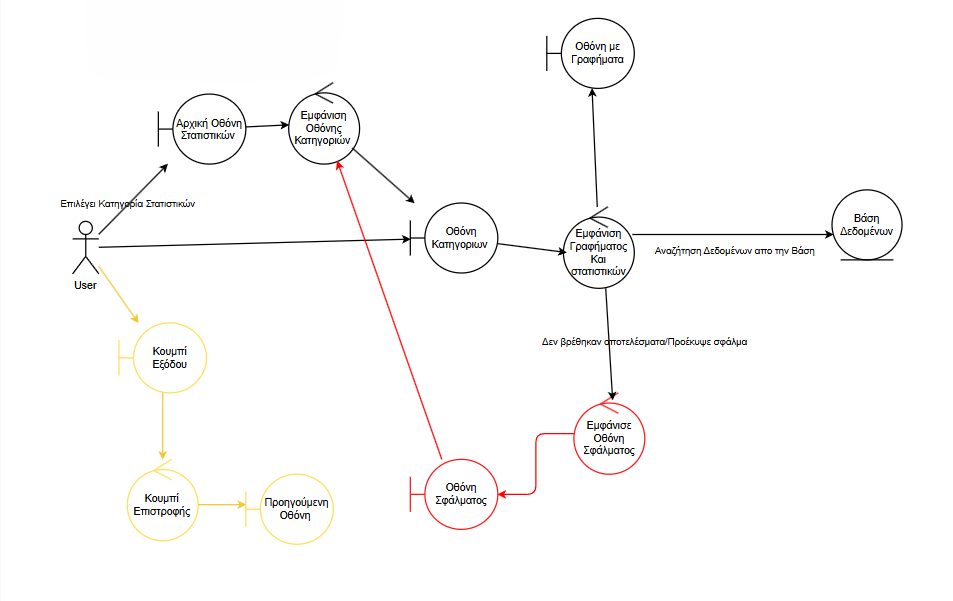 Οθόνη με
Γραφήματα
Αρχική Οθόνη
Στατιστικών
Εμφάνιση
Οθόνης
Κατηγοριών
Επιλέγει Κατηγορία Στατιστικών
User
Οθόνη
Κατηγοριων
Εμφάνιση
Γραφήματος
Και
στατιστικών
Αναζήτηση Δεδομένων απο την Βάση
Βάση
Δεδομένων
Δεν βρέθηκαν αποτελέσματα/Προέκυψε σφάλμα
Κουμπί
Εξόδου
Εμφάνισε
Οθόνη
Σφάλματος
Οθόνη
Σφάλματος
Κουμπί
Επιστροφής
Προηγούμενη
Οθόνη